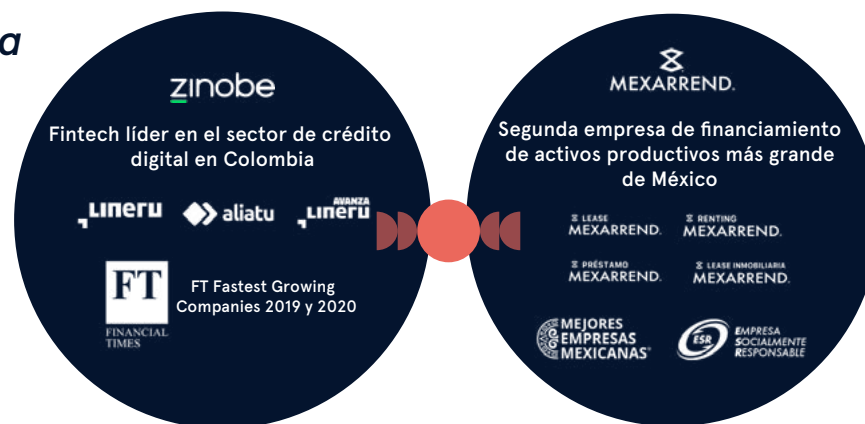 a
zinobe
Fintech líder en el sector de crédito
digital en Colombia
LINERU
aliatu
AVANZA
LINERU
FT
FINANCIAL
TIMES
FT Fastest Growing
Companies 2019 y 2020
MEXARREND.
Segunda empresa de financiamiento
de activos productivos más grande
de México
LEASE
MEXARREND.
RENTING
MEXARREND.
PRÉSTAMO
MEXARREND.
LEASE INMOBILIARIA
MEXARREND.
MEJORES
EMPRESAS
MEXICANAS
ESR
EMPRESA
SOCIALMENTE
RESPONSABLE